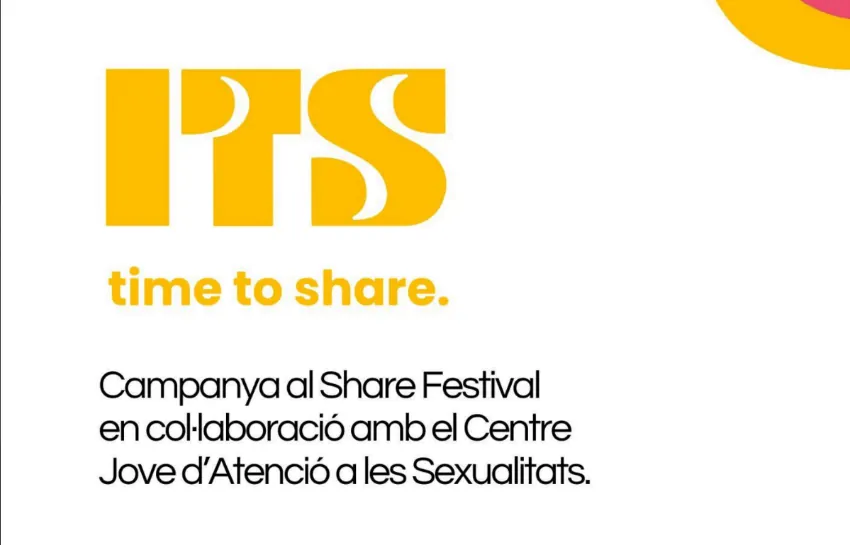 ITS
time to share.
Campanya al Share Festival
en col·laboració amb el Centre
Jove d’Atenció a les Sexualitats.